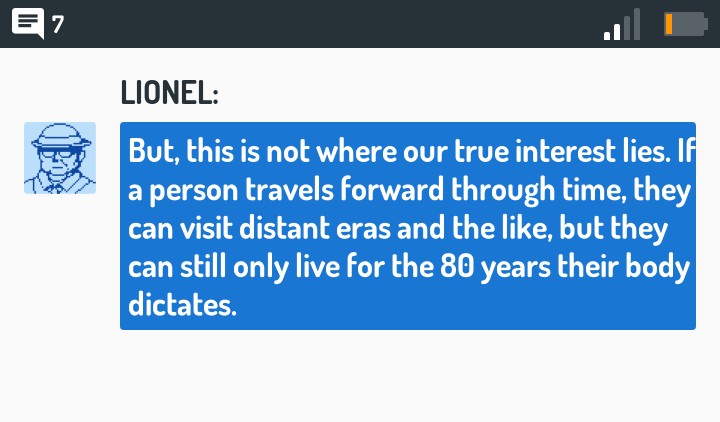 7
LIONEL:
But, this is not where our true interest lies. If
a person travels forward through time, they
can visit distant eras and the like, but they
can still only live for the 80 years their body
dictates.